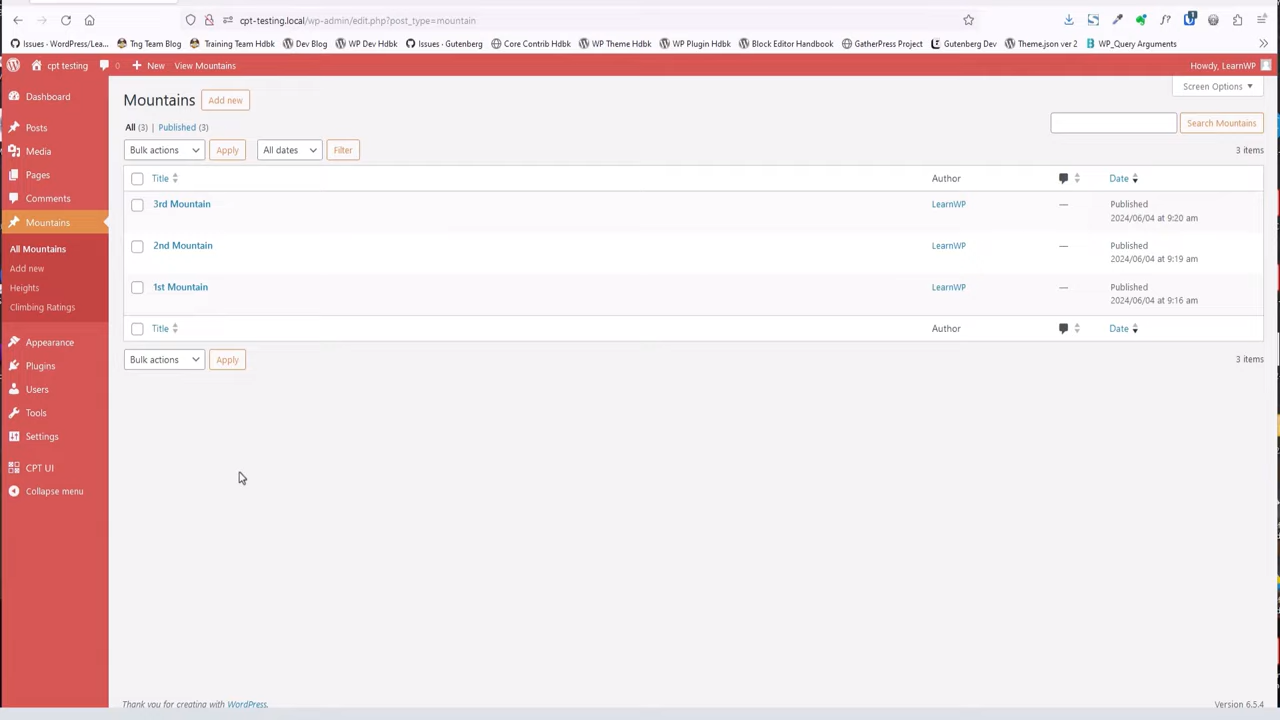 cpt-testing.local/wp-admin/edit.php?post_type=mountain
Issues · WordPress/Lea...
Tng Team Blog
Training Team Hdbk
Dev Blog
WP Dev Hdbk
Issues · Gutenberg
Core Contrib Hdbk
WP Theme Hdbk
WP Plugin Hdbk
Block Editor Handbook
GatherPress Project
Gutenberg Dev
Theme.json ver 2
WP_Query Arguments
cpt testing
0
New
View Mountains
Howdy, LearnWP
Dashboard
Posts
Media
Pages
Comments
Mountains
All Mountains
Add new
Heights
Climbing Ratings
Appearance
Plugins
Users
Tools
Settings
CPT UI
Collapse menu
Screen Options
Mountains Add new
All (3) | Published (3)
Search Mountains
Bulk actions Apply All dates Filter
3 items
Title Author Date
3rd Mountain LearnWP — Published
2024/06/04 at 9:20 am
2nd Mountain LearnWP — Published
2024/06/04 at 9:19 am
1st Mountain LearnWP — Published
2024/06/04 at 9:16 am
Title Author Date
Bulk actions Apply
3 items
Thank you for creating with WordPress.
Version 6.5.4